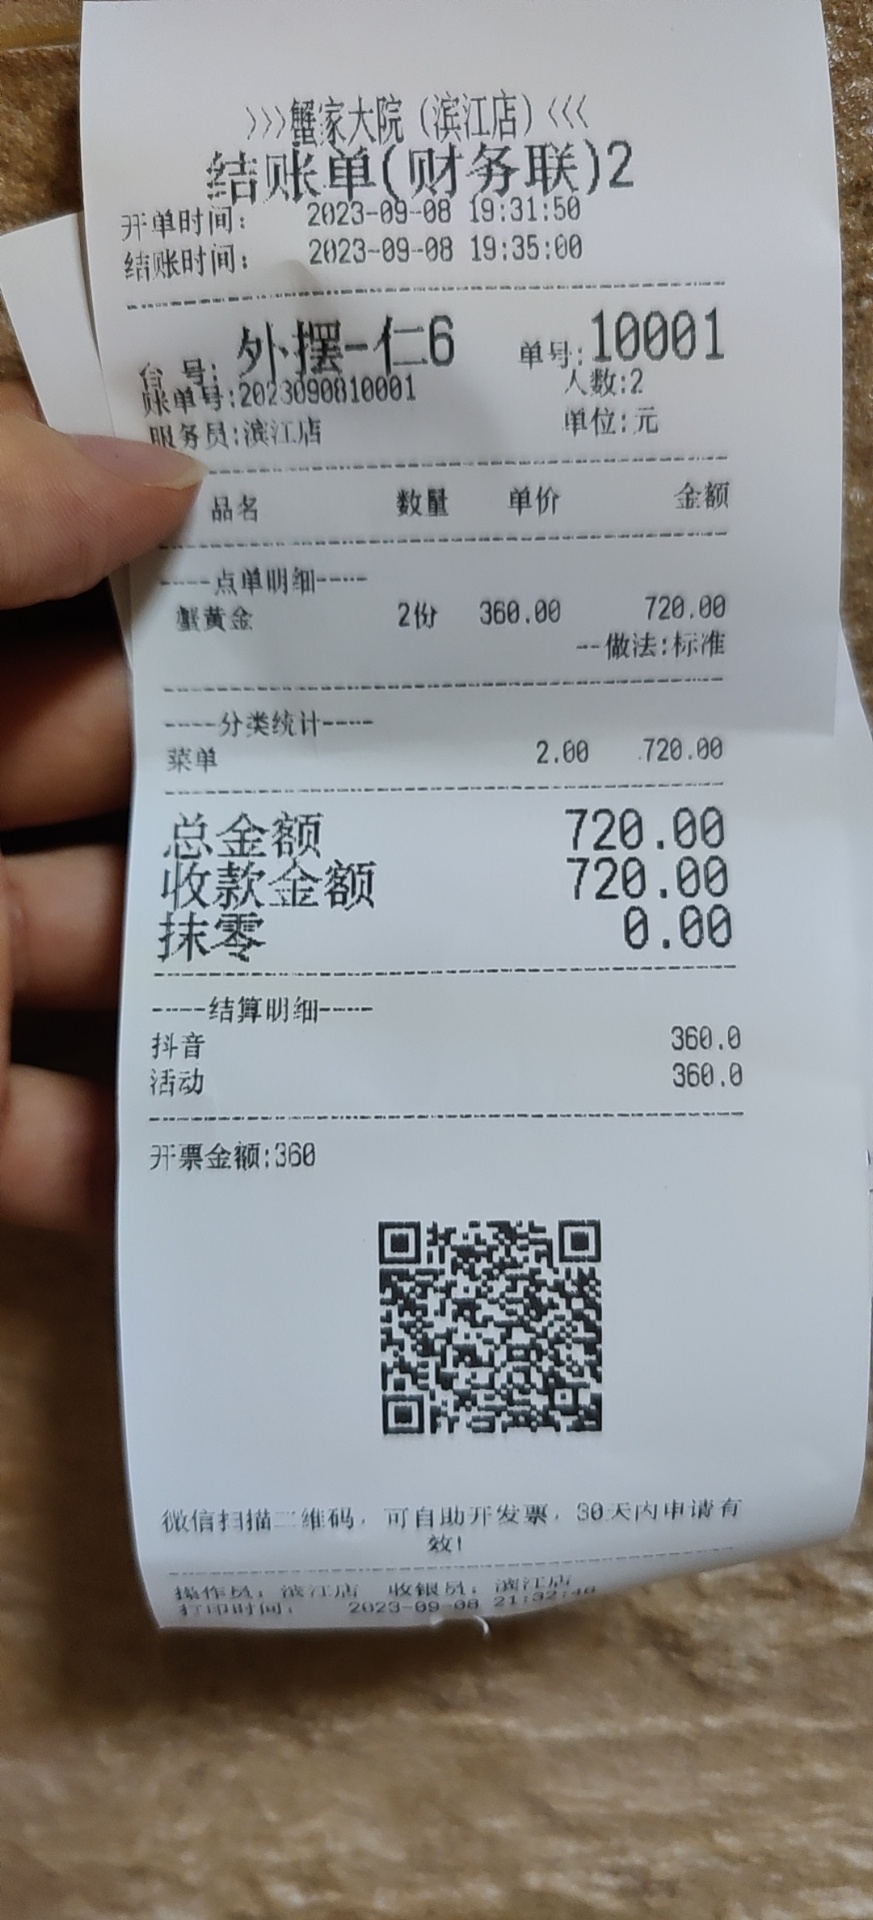 >>>蟹家大院(滨江店)<<<
结账单(财务联)2
开单时间: 2023-09-08 19:31:50
结账时间: 2023-09-08 19:35:00
台 号: 外摆-仁6 单号:10001
账单号:2023090810001 人数:2
服务员:滨江店 单位:元
品名 数量 单价 金额
----点单明细-----
蟹黄金 2份 360.00 720.00
--做法:标准
----分类统计-----
菜单 2.00 720.00
总金额 720.00
收款金额 720.00
抹零 0.00
----结算明细----
抖音 360.0
活动 360.0
开票金额:360
微信扫描二维码，可自助开发票，30天内申请有
效!
操作员: 滨江店 收银员: 滨江店
打印时间: 2023-09-08 21:32:46